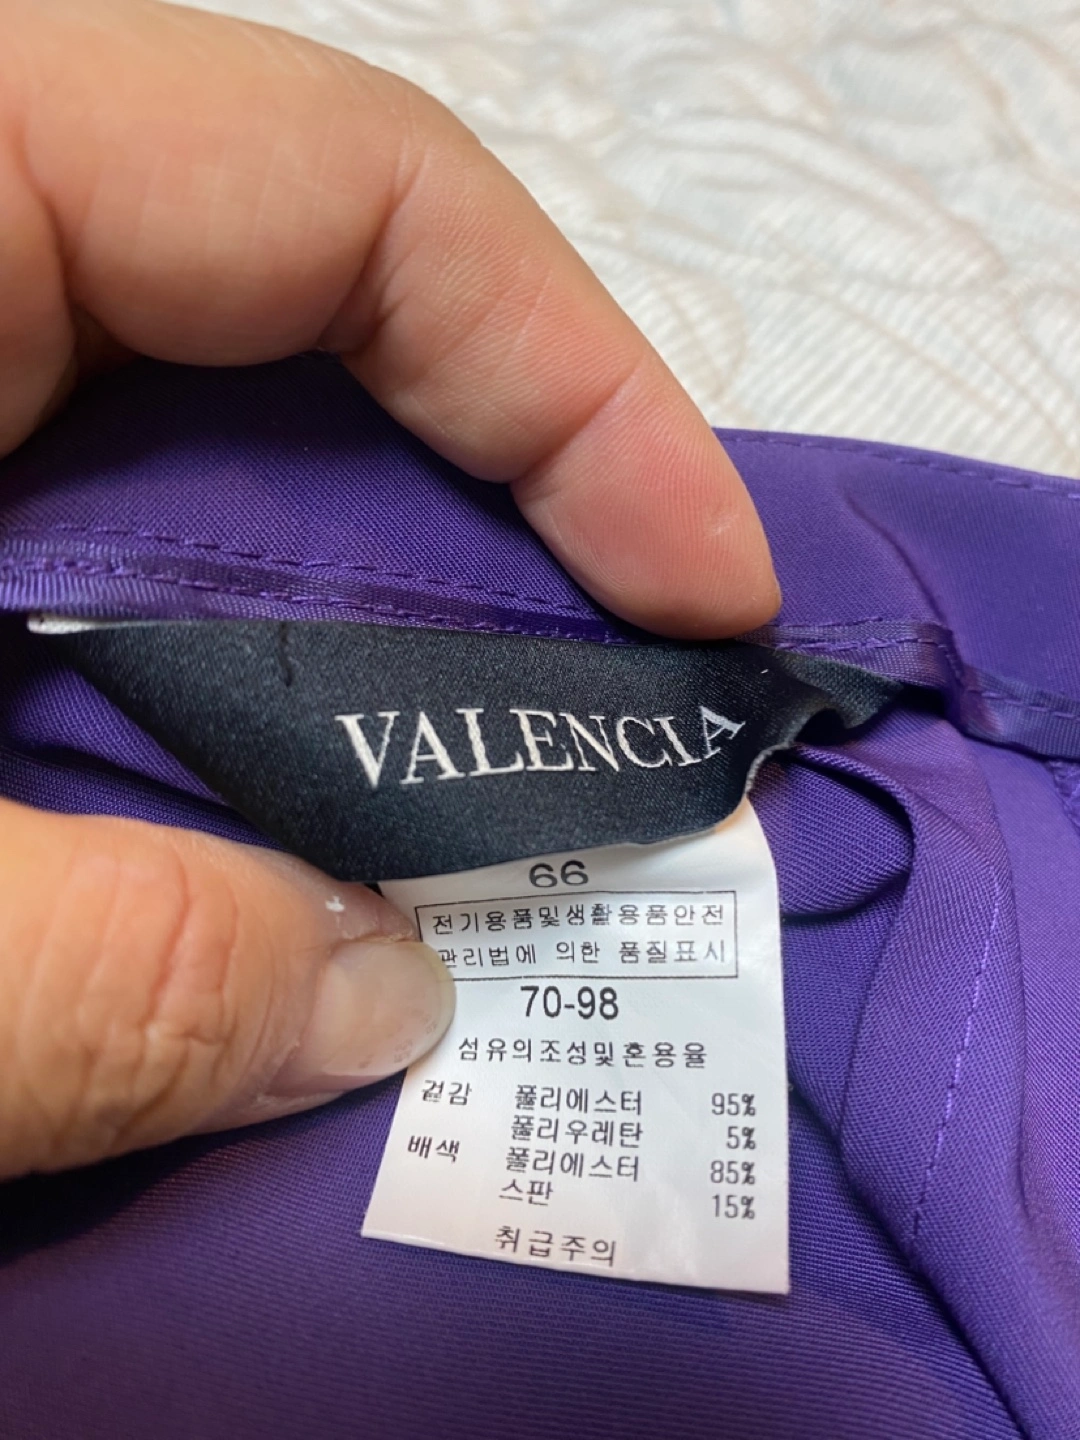 VALENCIA
66
전기용품및생활용품안전
관리법에 의한 품질표시
70-98
섬유의조성및혼용율
겉감 폴리에스터 95%
폴리우레탄 5%
배색 폴리에스터 85%
스판 15%
취급주의